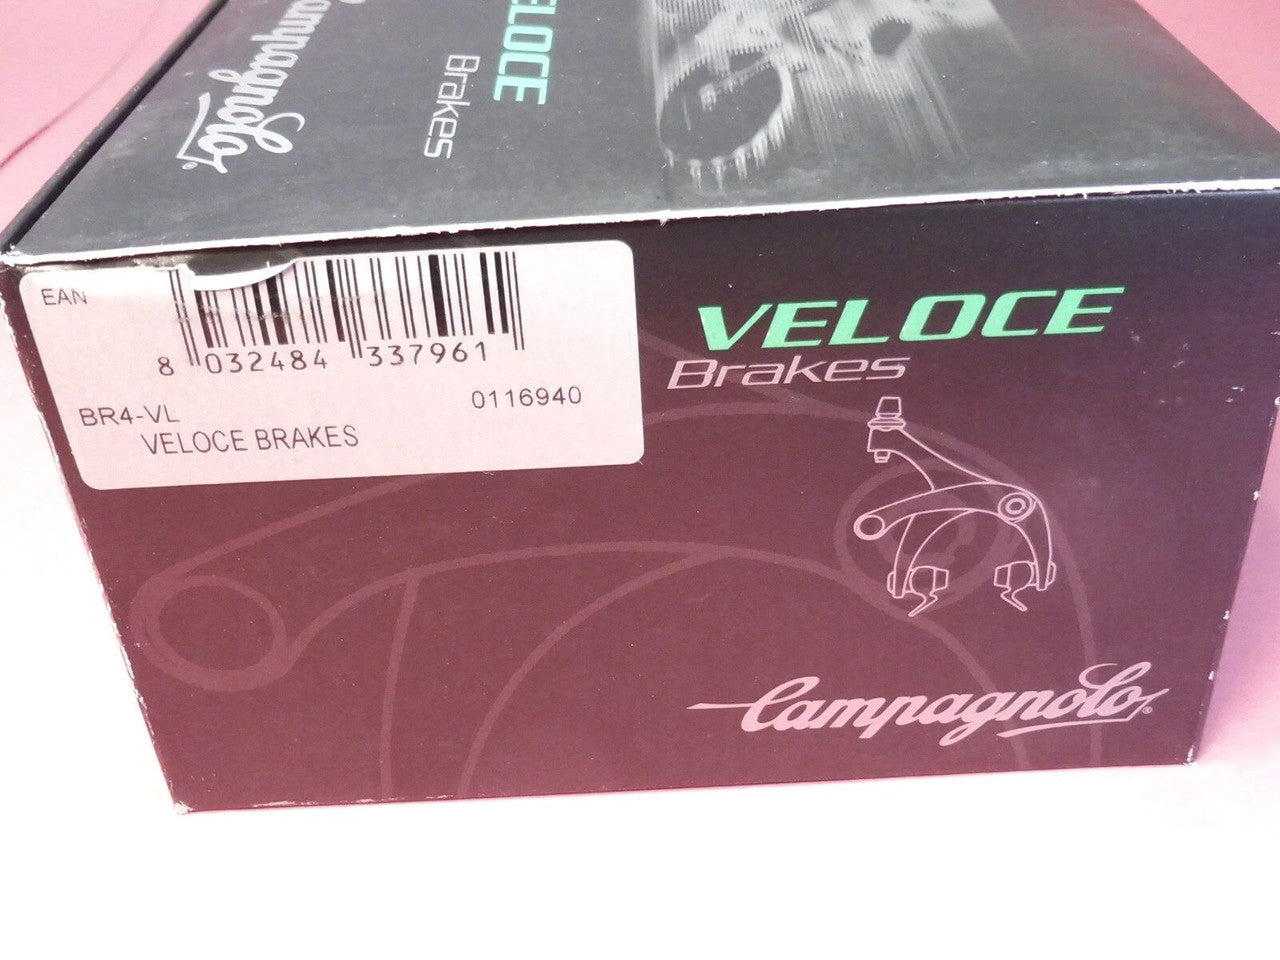 Campagnolo®
VELOCE
Brakes
EAN
8 032484 337961
BR4-VL
0116940
VELOCE BRAKES
VELOCE
Brakes
Campagnolo®